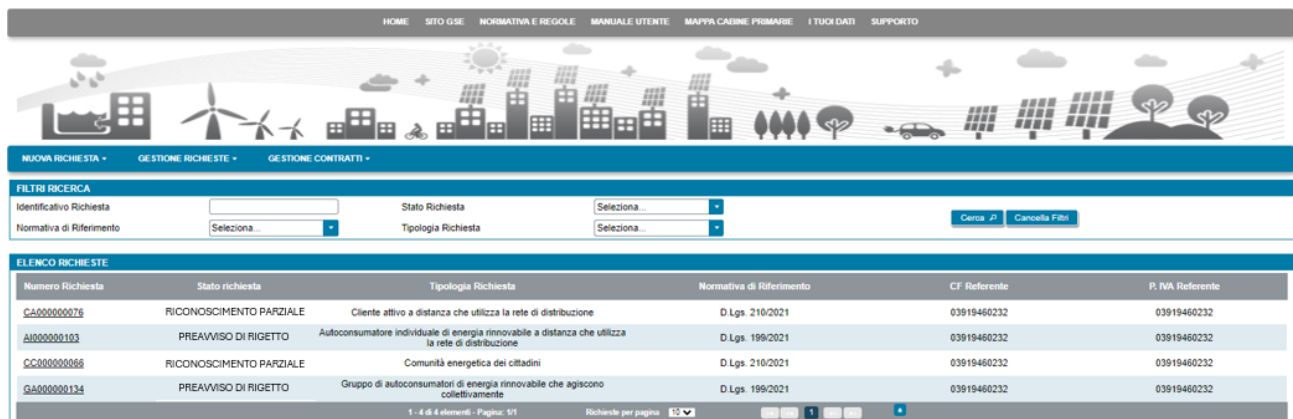 HOME SITO GSE NORMATIVA E REGOLE MANUALE UTENTE MAPPA CABINE PRIMARIE I TUOI DATI SUPPORTO
NUOVA RICHIESTA GESTIONE RICHIESTE GESTIONE CONTRATTI
FILTRI RICERCA
Identificativo Richiesta Stato Richiesta Seleziona...
Normativa di Riferimento Seleziona... Tipologia Richiesta Seleziona...
Cerca Cancella Filtri
ELENCO RICHIESTE
Numero Richiesta Stato richiesta Tipologia Richiesta Normativa di Riferimento CF Referente P. IVA Referente
CA000000076 RICONOSCIMENTO PARZIALE Cliente attivo a distanza che utilizza la rete di distribuzione D.Lgs. 210/2021 03919460232 03919460232
AI000000103 PREAVVISO DI RIGETTO Autoconsumatore individuale di energia rinnovabile a distanza che utilizza
la rete di distribuzione D.Lgs. 199/2021 03919460232 03919460232
CC000000066 RICONOSCIMENTO PARZIALE Comunità energetica dei cittadini D.Lgs. 210/2021 03919460232 03919460232
GA000000134 PREAVVISO DI RIGETTO Gruppo di autoconsumatori di energia rinnovabile che agiscono
collettivamente D.Lgs. 199/2021 03919460232 03919460232
1 - 4 di 4 elementi - Pagina: 1/1 Richieste per pagina 10 1